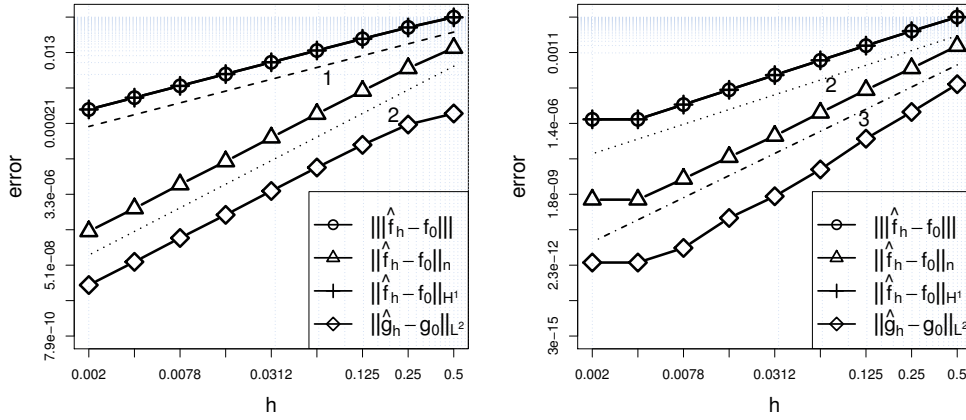 0.013
0.00021
3.3e−06
5.1e−08
7.9e−10
error
1
2
|||f̂h − f0|||
||f̂h − f0||n
||f̂h − f0||H¹
||ĝh − g0||L²
0.002
0.0078
0.0312
0.125
0.25
0.5
h
0.0011
1.4e−06
1.8e−09
2.3e−12
3e−15
error
2
3
|||f̂h − f0|||
||f̂h − f0||n
||f̂h − f0||H¹
||ĝh − g0||L²
0.002
0.0078
0.0312
0.125
0.25
0.5
h